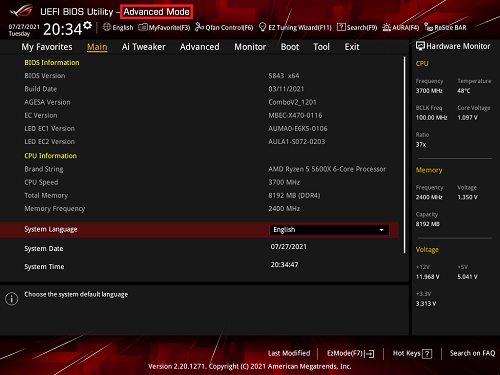 UEFI BIOS Utility – Advanced Mode
07/27/2021
Tuesday
20:34
English MyFavorite(F3) Qfan Control(F6) EZ Tuning Wizard(F11) Search(F9) AURA(F4) ReSize BAR
My Favorites Main Ai Tweaker Advanced Monitor Boot Tool Exit
Hardware Monitor
BIOS Information
BIOS Version 5843 x64
Build Date 03/11/2021
AGESA Version ComboV2_1201
EC Version MBEC-X470-0116
LED EC1 Version AUMA0-E6K5-0106
LED EC2 Version AULA1-S072-0203
CPU Information
Brand String AMD Ryzen 5 5600X 6-Core Processor
CPU Speed 3700 MHz
Total Memory 8192 MB (DDR4)
Memory Frequency 2400 MHz
System Language English
System Date 07/27/2021
System Time 20:34:47
Choose the system default language
CPU
Frequency Temperature
3700 MHz 48°C
BCLK Freq Core Voltage
100.00 MHz 1.097 V
Ratio
37x
Memory
Frequency Voltage
2400 MHz 1.350 V
Capacity
8192 MB
Voltage
+12V +5V
11.968 V 5.041 V
+3.3V
3.313 V
Last Modified EzMode(F7) Hot Keys ? Search on FAQ
Version 2.20.1271. Copyright (C) 2021 American Megatrends, Inc.